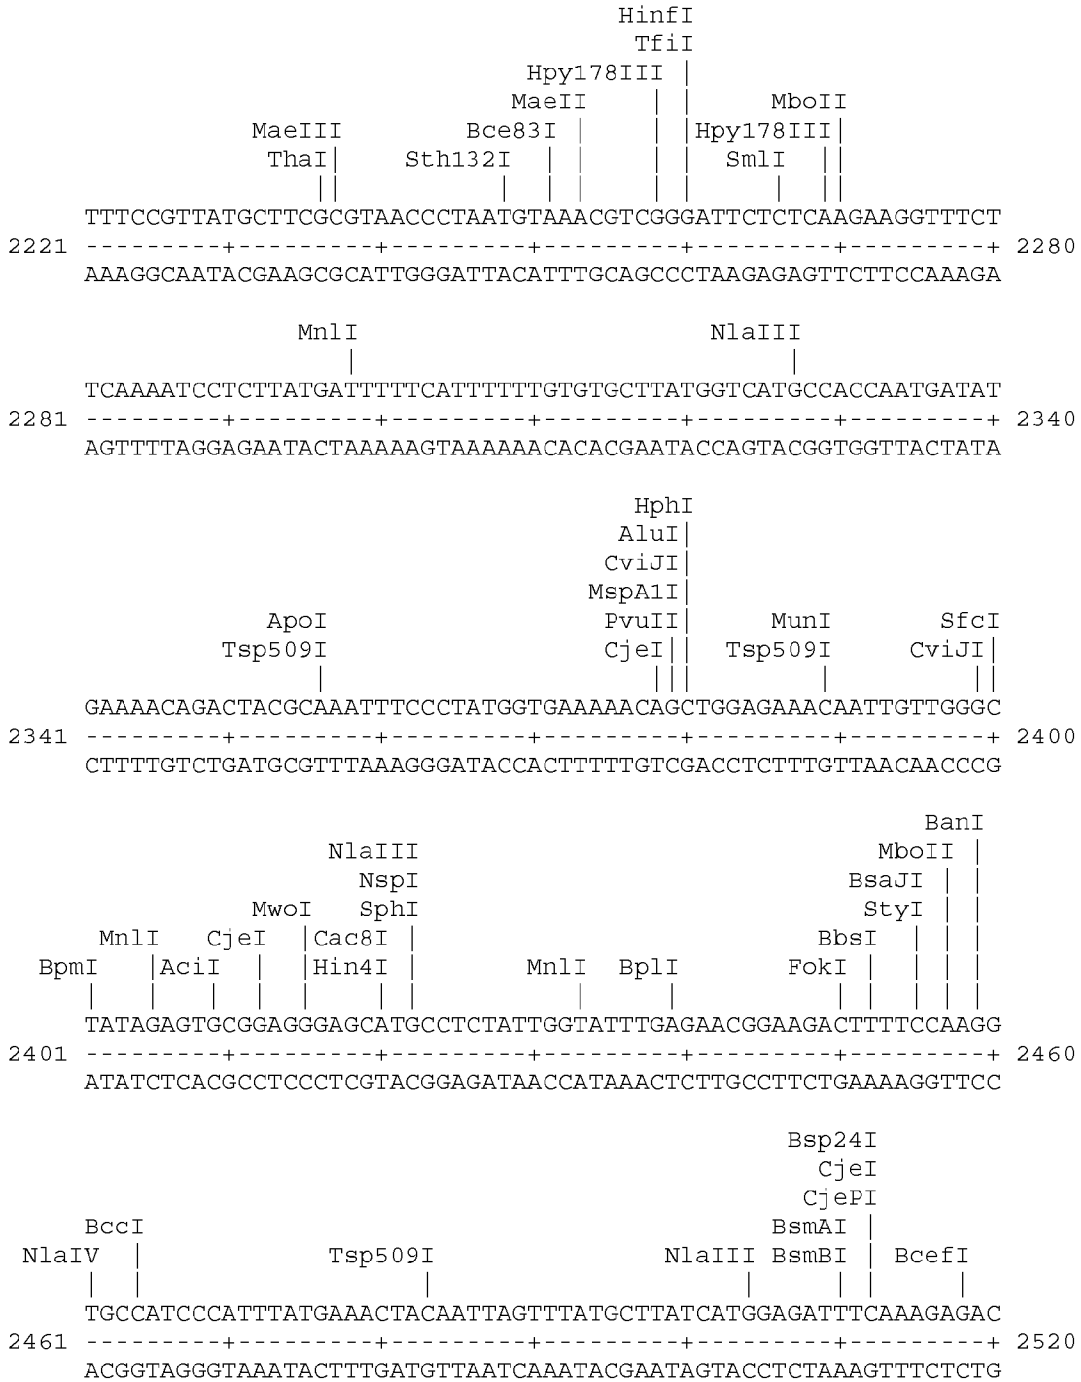 HinfI
TfiI
Hpy178III |
MaeII | | MboII
MaeIII Bce83I | | |Hpy178III|
ThaI| Sth132I | | | | SmlI ||
|| | | | | | | ||
TTTCCGTTATGCTTCGCGTAACCCTAATGTAAACGTCGGGATTCTCTCAAGAAGGTTTCT
2221 ---------+---------+---------+---------+---------+---------+ 2280
AAAGGCAATACGAAGCGCATTGGGATTACATTTGCAGCCCTAAGAGAGTTCTTCCAAAGA
MnlI NlaIII
| |
TCAAAATCCTCTTATGATTTTTCATTTTTTGTGTGCTTATGGTCATGCCACCAATGATAT
2281 ---------+---------+---------+---------+---------+---------+ 2340
AGTTTTAGGAGAATACTAAAAAGTAAAAAACACACGAATACCAGTACGGTGGTTACTATA
HphI
AluI|
CviJI|
MspA1I|
ApoI PvuII| MunI SfcI
Tsp509I CjeI|| Tsp509I CviJI|
| ||| | ||
GAAAACAGACTACGCAAATTTCCCTATGGTGAAAAACAGCTGGAGAAACAATTGTTGGGC
2341 ---------+---------+---------+---------+---------+---------+ 2400
CTTTTGTCTGATGCGTTTAAAGGGATACCACTTTTTGTCGACCTCTTTGTTAACAACCCG
BanI
NlaIII MboII |
NspI BsaJI | |
MwoI SphI StyI | |
MnlI CjeI |Cac8I | BbsI | | |
BpmI |AciI | |Hin4I | MnlI BplI FokI | | | |
| | | | | | | | | | | | | |
TATAGAGTGCGGAGGGAGCATGCCTCTATTGGTATTTGAGAACGGAAGACTTTTCCAAGG
2401 ---------+---------+---------+---------+---------+---------+ 2460
ATATCTCACGCCTCCCTCGTACGGAGATAACCATAAACTCTTGCCTTCTGAAAAGGTTCC
Bsp24I
CjeI
CjePI
BccI BsmAI |
NlaIV | Tsp509I NlaIII BsmBI | BcefI
| | | | | | |
TGCCATCCCATTTATGAAACTACAATTAGTTTATGCTTATCATGGAGATTTCAAAGAGAC
2461 ---------+---------+---------+---------+---------+---------+ 2520
ACGGTAGGGTAAATACTTTGATGTTAATCAAATACGAATAGTACCTCTAAAGTTTCTCTG